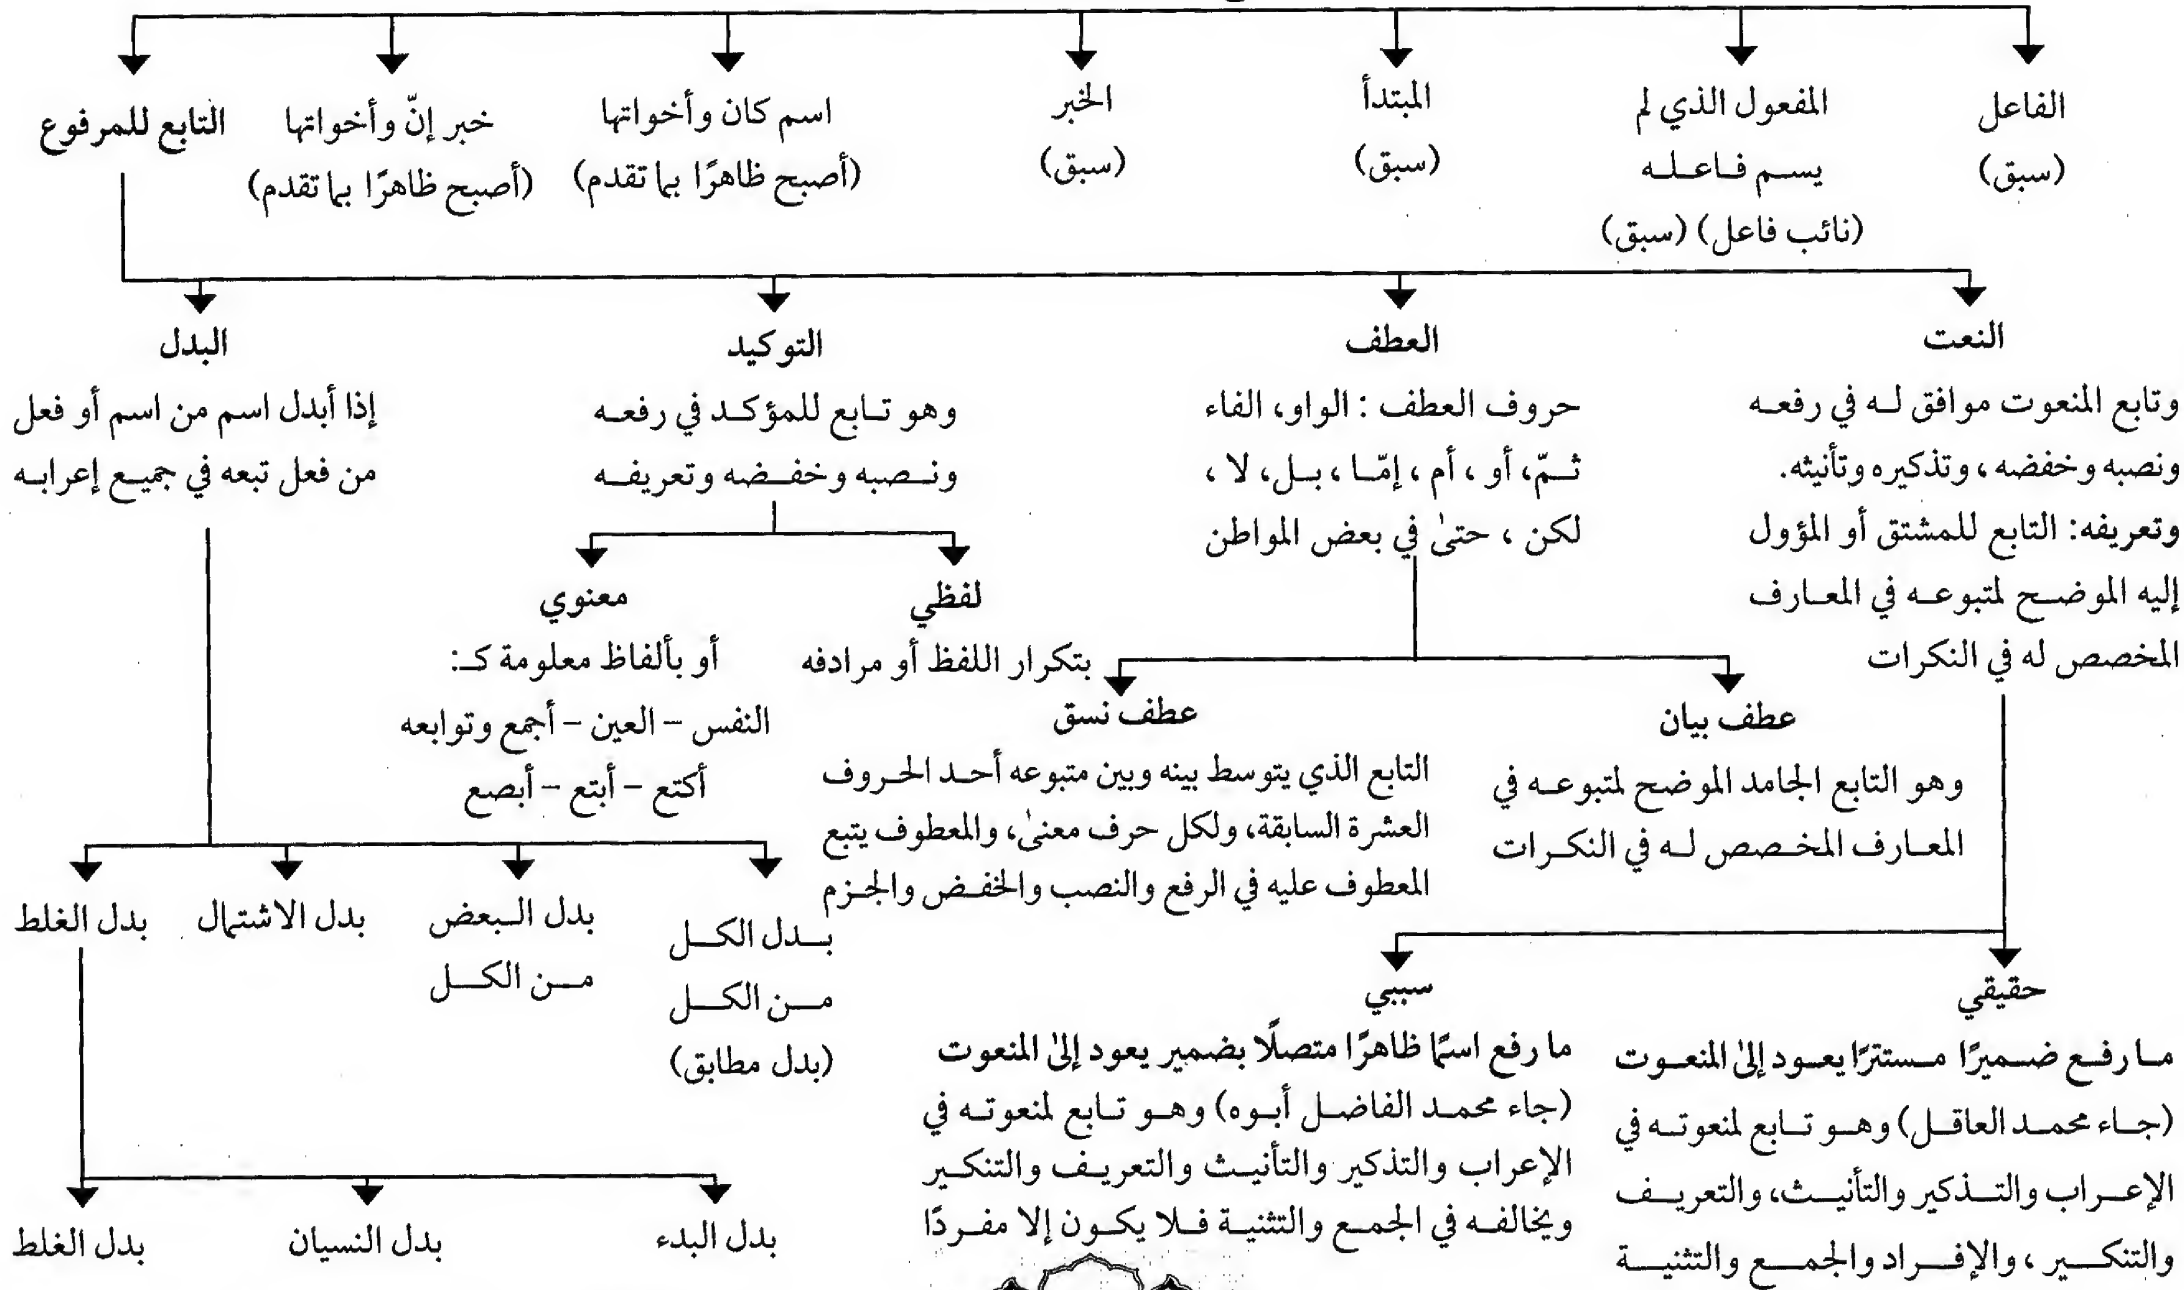 الفاعل
(سبق)
المفعول الذي لم
يسم فاعله
(نائب فاعل) (سبق)
المبتدأ
(سبق)
الخبر
(سبق)
اسم كان وأخواتها
(أصبح ظاهرًا بما تقدم)
خبر إنّ وأخواتها
(أصبح ظاهرًا بما تقدم)
التابع للمرفوع
النعت
وتابع المنعوت موافق له في رفعه
ونصبه وخفضه، وتذكيره وتأنيثه.
وتعريفه: التابع للمشتق أو المؤول
إليه الموضح لمتبوعه في المعارف
المخصص له في النكرات
العطف
حروف العطف : الواو، الفاء
ثمّ، أو ، أم ، إمّا ، بل، لا ،
لكن ، حتىٰ في بعض المواطن
التوكيد
وهو تابع للمؤكد في رفعه
ونصبه وخفضه وتعريفه
البدل
إذا أبدل اسم من اسم أو فعل
من فعل تبعه في جميع إعرابه
لفظي
بتكرار اللفظ أو مرادفه
معنوي
أو بألفاظ معلومة كـ:
النفس – العين – أجمع وتوابعه
أكتع – أبتع – أبصع
عطف بيان
وهو التابع الجامد الموضح لمتبوعه في
المعارف المخصص له في النكرات
عطف نسق
التابع الذي يتوسط بينه وبين متبوعه أحد الحروف
العشرة السابقة، ولكل حرف معنىٰ، والمعطوف يتبع
المعطوف عليه في الرفع والنصب والخفض والجزم
بدل الكل
من الكل
(بدل مطابق)
بدل البعض
من الكل
بدل الاشتمال
بدل الغلط
حقيقي
ما رفع ضميرًا مستترًا يعود إلىٰ المنعوت
(جاء محمد العاقل) وهو تابع لمنعوته في
الإعراب والتذكير والتأنيث، والتعريف
والتنكير ، والإفراد والجمع والتثنية
سببي
ما رفع اسمًا ظاهرًا متصلًا بضمير يعود إلىٰ المنعوت
(جاء محمد الفاضل أبوه) وهو تابع لمنعوته في
الإعراب والتذكير والتأنيث والتعريف والتنكير
ويخالفه في الجمع والتثنية فلا يكون إلا مفردًا
بدل البدء
بدل النسيان
بدل الغلط